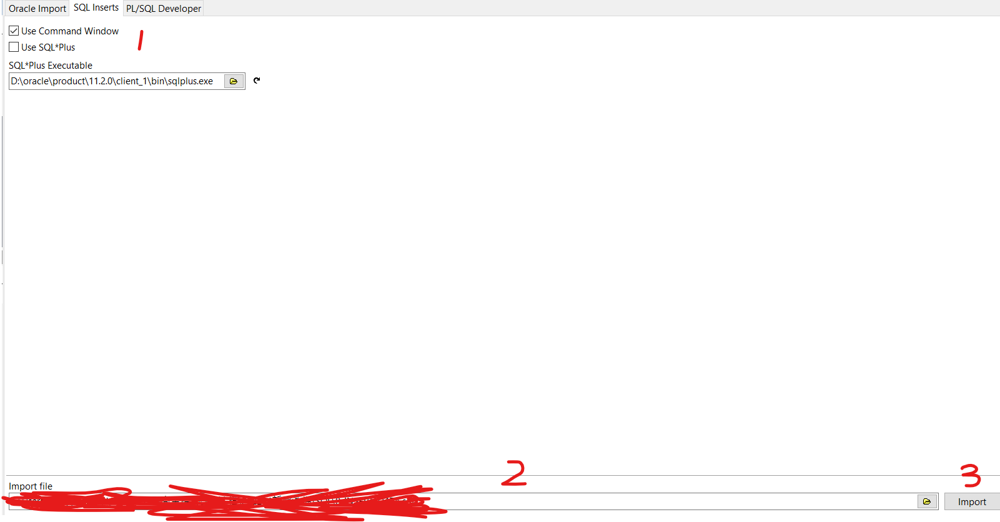 Oracle Import SQL Inserts PL/SQL Developer
Use Command Window
1
Use SQL*Plus
SQL*Plus Executable
D:\oracle\product\11.2.0\client_1\bin\sqlplus.exe
2
3
Import file
Import